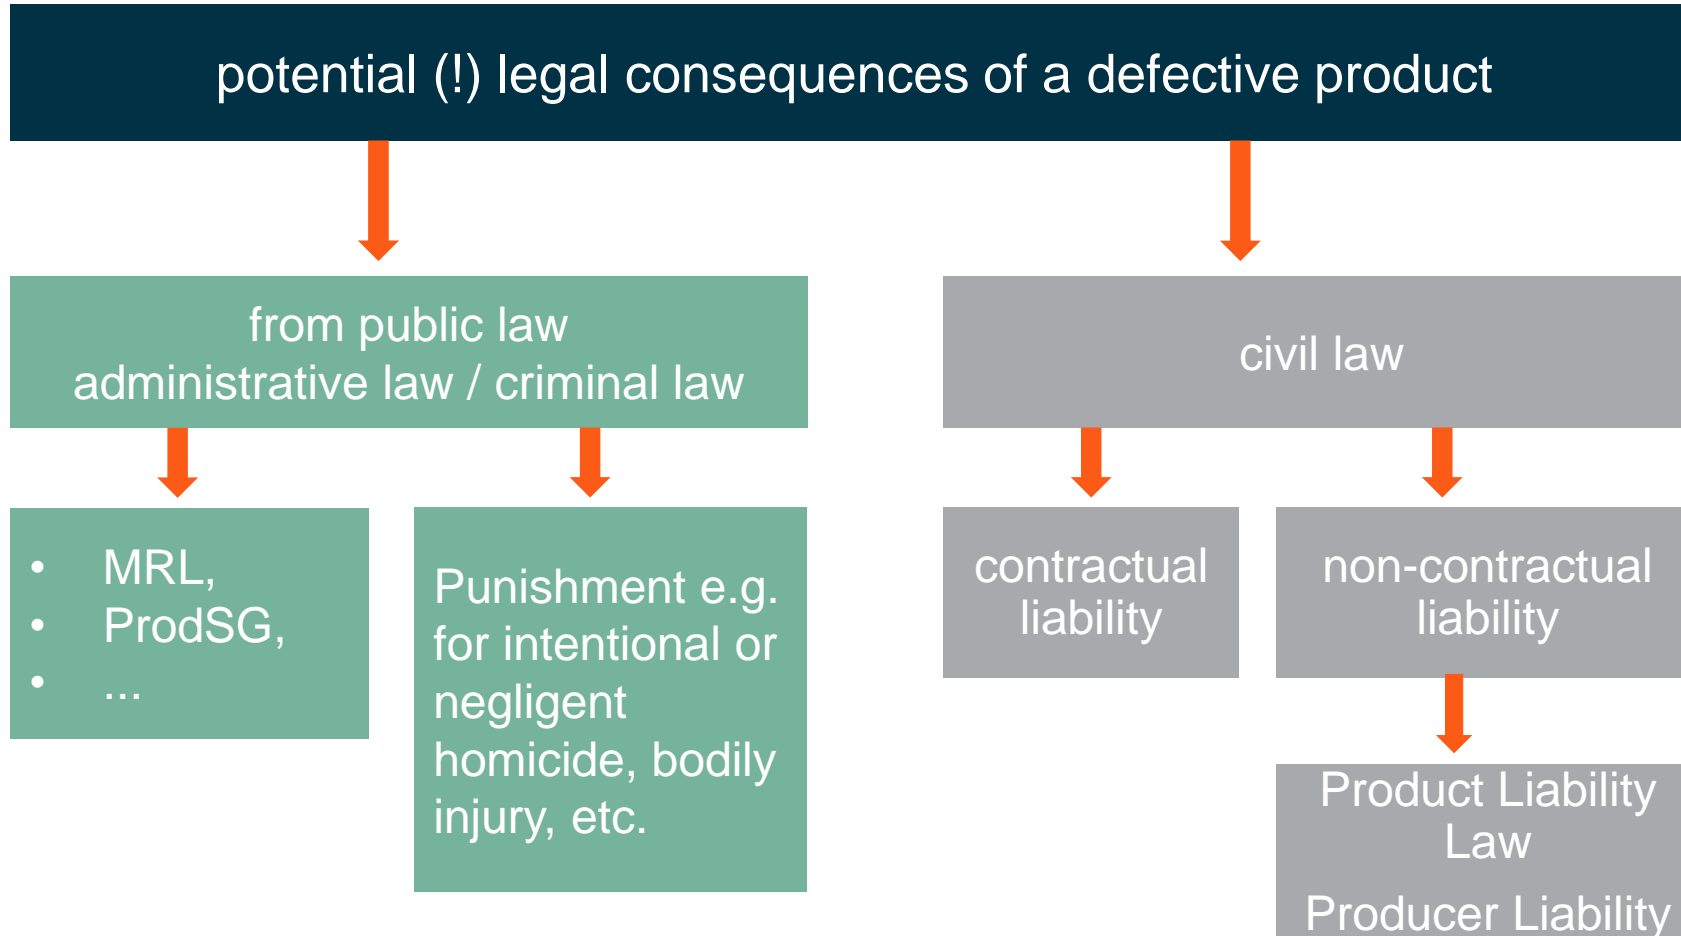 potential (!) legal consequences of a defective product
from public law
administrative law / criminal law
civil law
• MRL,
• ProdSG,
• ...
Punishment e.g.
for intentional or
negligent
homicide, bodily
injury, etc.
contractual
liability
non-contractual
liability
Product Liability
Law
Producer Liability